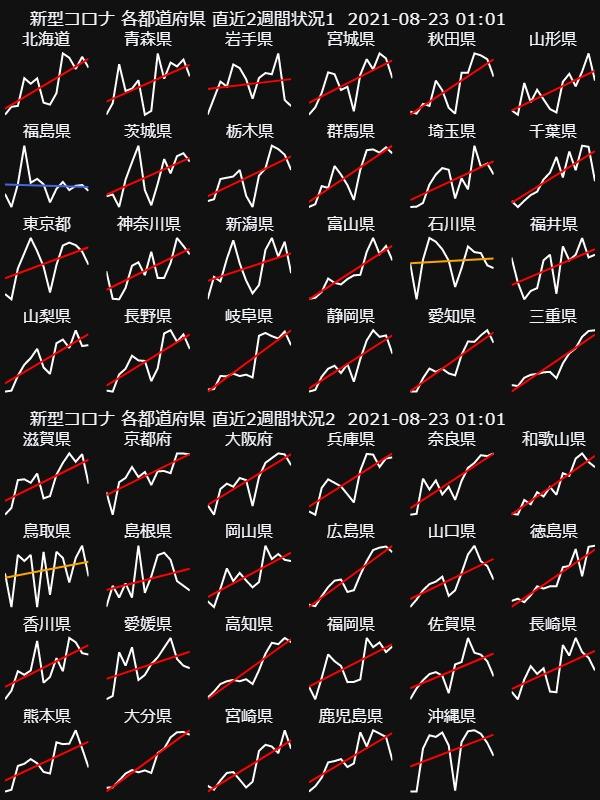 新型コロナ 各都道府県 直近2週間状況1 2021-08-23 01:01
北海道 青森県 岩手県 宮城県 秋田県 山形県
福島県 茨城県 栃木県 群馬県 埼玉県 千葉県
東京都 神奈川県 新潟県 富山県 石川県 福井県
山梨県 長野県 岐阜県 静岡県 愛知県 三重県
新型コロナ 各都道府県 直近2週間状況2 2021-08-23 01:01
滋賀県 京都府 大阪府 兵庫県 奈良県 和歌山県
鳥取県 島根県 岡山県 広島県 山口県 徳島県
香川県 愛媛県 高知県 福岡県 佐賀県 長崎県
熊本県 大分県 宮崎県 鹿児島県 沖縄県